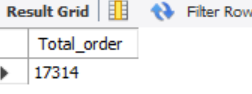 Result Grid Filter Row
Total_order
17314